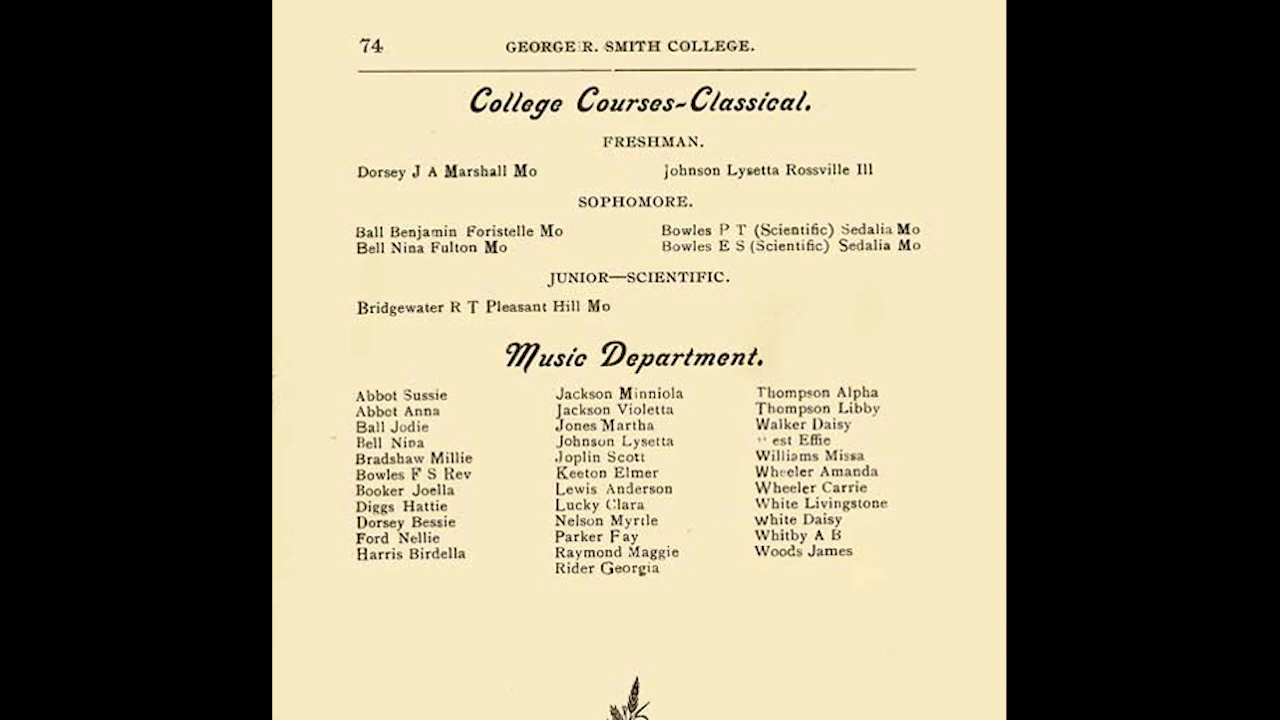 74 GEORGE R. SMITH COLLEGE.
College Courses-Classical.
FRESHMAN.
Dorsey J A Marshall Mo
Johnson Lysetta Rossville Ill
SOPHOMORE.
Ball Benjamin Foristelle Mo
Bell Nina Fulton Mo
Bowles P T (Scientific) Sedalia Mo
Bowles E S (Scientific) Sedalia Mo
JUNIOR—SCIENTIFIC.
Bridgewater R T Pleasant Hill Mo
Music Department.
Abbot Sussie
Abbot Anna
Ball Jodie
Bell Nina
Bradshaw Millie
Bowles F S Rev
Booker Joella
Diggs Hattie
Dorsey Bessie
Ford Nellie
Harris Birdella
Jackson Minniola
Jackson Violetta
Jones Martha
Johnson Lysetta
Joplin Scott
Keeton Elmer
Lewis Anderson
Lucky Clara
Nelson Myrtle
Parker Fay
Raymond Maggie
Rider Georgia
Thompson Alpha
Thompson Libby
Walker Daisy
est Effie
Williams Missa
Wheeler Amanda
Wheeler Carrie
White Livingstone
White Daisy
Whitby A B
Woods James